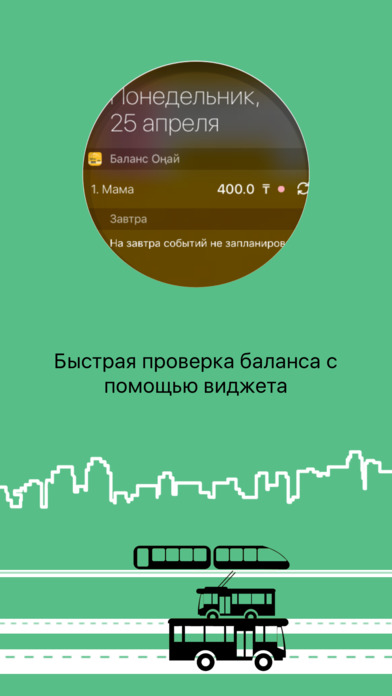 Понедельник,
25 апреля
Баланс Оңай
1. Мама 400.0 ₸
Завтра
На завтра событий не запланиров
Быстрая проверка баланса с
помощью виджета